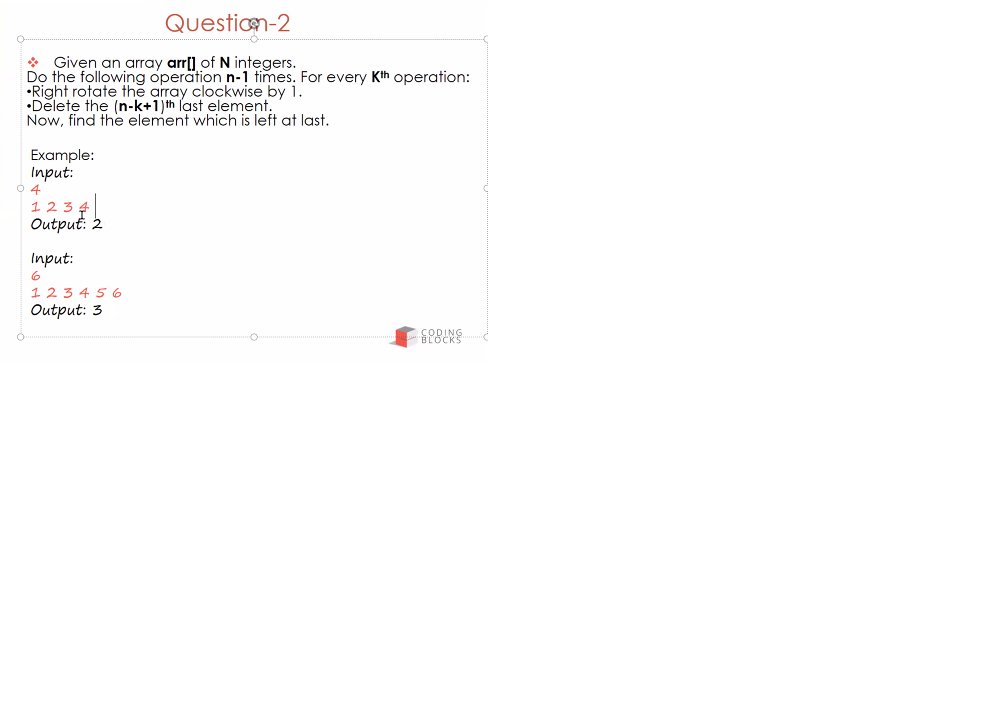 Question-2
❖ Given an array arr[] of N integers.
Do the following operation n-1 times. For every Kth operation:
•Right rotate the array clockwise by 1.
•Delete the (n-k+1)th last element.
Now, find the element which is left at last.
Example:
Input:
4
1 2 3 4
Output: 2
Input:
6
1 2 3 4 5 6
Output: 3
CODING
BLOCKS